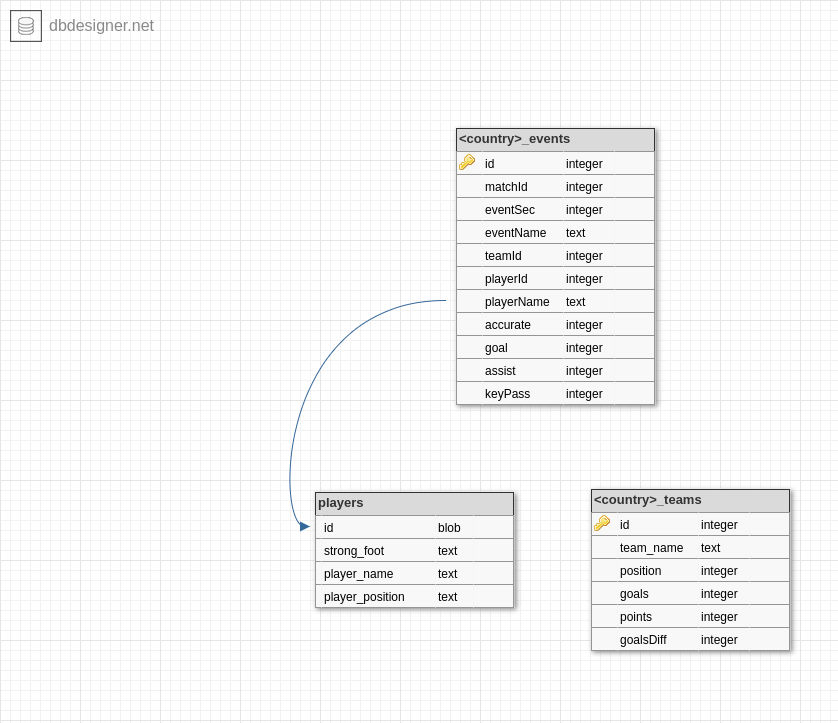 dbdesigner.net
<country>_events
id integer
matchId integer
eventSec integer
eventName text
teamId integer
playerId integer
playerName text
accurate integer
goal integer
assist integer
keyPass integer
players
id blob
strong_foot text
player_name text
player_position text
<country>_teams
id integer
team_name text
position integer
goals integer
points integer
goalsDiff integer